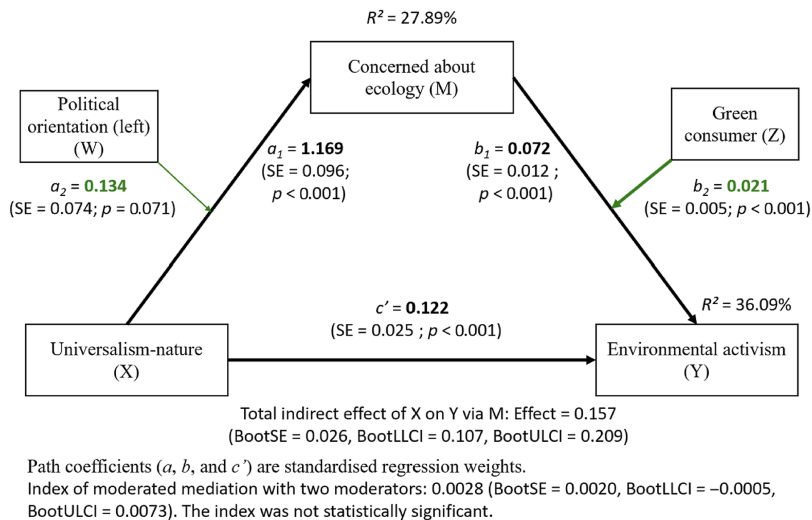 R² = 27.89%
Concerned about
ecology (M)
Political
orientation (left)
(W)
Green
consumer (Z)
a₁ = 1.169
(SE = 0.096;
p < 0.001)
b₁ = 0.072
(SE = 0.012 ;
p < 0.001)
a₂ = 0.134
(SE = 0.074; p = 0.071)
b₂ = 0.021
(SE = 0.005; p < 0.001)
c’ = 0.122
(SE = 0.025 ; p < 0.001)
R² = 36.09%
Universalism-nature
(X)
Environmental activism
(Y)
Total indirect effect of X on Y via M: Effect = 0.157
(BootSE = 0.026, BootLLCI = 0.107, BootULCI = 0.209)
Path coefficients (a, b, and c’) are standardised regression weights.
Index of moderated mediation with two moderators: 0.0028 (BootSE = 0.0020, BootLLCI = −0.0005,
BootULCI = 0.0073). The index was not statistically significant.